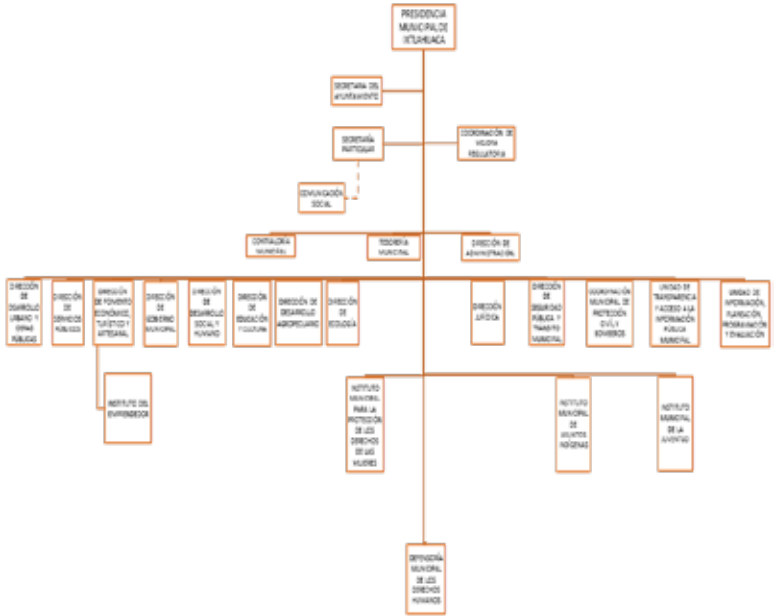 PRESIDENCIA
MUNICIPAL DE
IXTLAHUACA
SECRETARIA DEL
AYUNTAMIENTO
SECRETARÍA
PARTICULAR
COORDINACIÓN DE
MEJORA
REGULATORIA
COMUNICACIÓN
SOCIAL
CONTRALORIA
MUNICIPAL
TESORERIA
MUNICIPAL
DIRECCIÓN DE
ADMINISTRACIÓN
DIRECCIÓN
DE
DESARROLLO
URBANO Y
OBRAS
PÚBLICAS
DIRECCIÓN
DE
SERVICIOS
PÚBLICOS
DIRECCIÓN
DE FOMENTO
ECONÓMICO,
TURÍSTICO Y
ARTESANAL
DIRECCIÓN
DE
GOBIERNO
MUNICIPAL
DIRECCIÓN
DE
DESARROLLO
SOCIAL Y
HUMANO
DIRECCIÓN
DE
EDUCACIÓN
Y CULTURA
DIRECCIÓN DE
DESARROLLO
AGROPECUARIO
DIRECCIÓN
DE
ECOLOGÍA
DIRECCIÓN
JURÍDICA
DIRECCIÓN
DE
SEGURIDAD
PÚBLICA Y
TRANSITO
MUNICIPAL
COORDINACIÓN
MUNICIPAL DE
PROTECCIÓN
CIVIL Y
BOMBEROS
UNIDAD DE
TRANSPARENCIA
Y ACCESO A LA
INFORMACIÓN
PÚBLICA
MUNICIPAL
UNIDAD DE
INFORMACIÓN,
PLANEACIÓN,
PROGRAMACIÓN
Y EVALUACIÓN
INSTITUTO DEL
EMPRENDEDOR
INSTITUTO
MUNICIPAL
PARA LA
PROTECCIÓN
DE LOS
DERECHOS
DE LAS
MUJERES
INSTITUTO
MUNICIPAL
DE
ASUNTOS
INDÍGENAS
INSTITUTO
MUNICIPAL
DE LA
JUVENTUD
DEFENSORÍA
MUNICIPAL
DE LOS
DERECHOS
HUMANOS